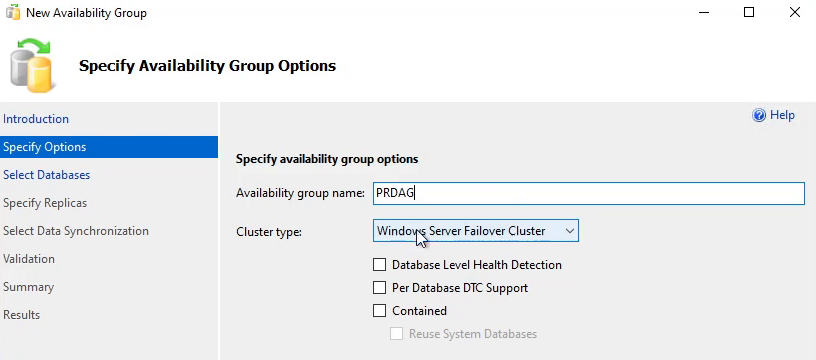 New Availability Group
Specify Availability Group Options
Introduction
Help
Specify Options
Specify availability group options
Select Databases
Availability group name: PRDAG
Specify Replicas
Select Data Synchronization
Cluster type: Windows Server Failover Cluster
Validation
Database Level Health Detection
Summary
Per Database DTC Support
Results
Contained
Reuse System Databases